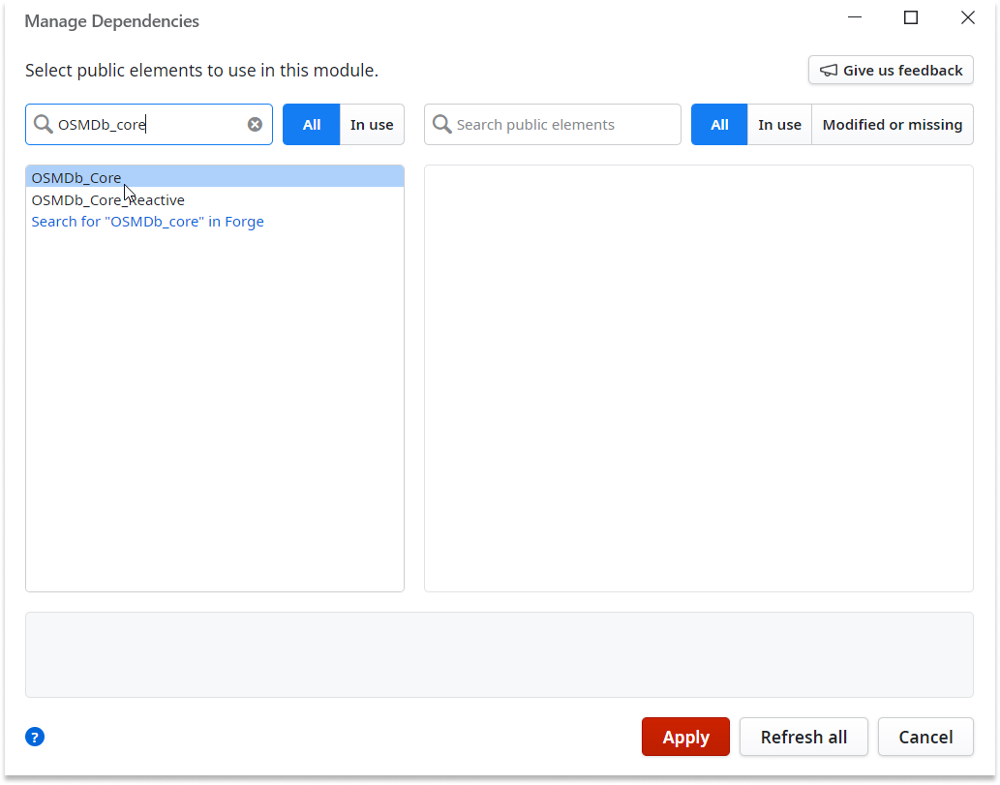 Manage Dependencies
Select public elements to use in this module.
Give us feedback
OSMDb_core
All
In use
Search public elements
All
In use
Modified or missing
OSMDb_Core
OSMDb_Core_Reactive
Search for "OSMDb_core" in Forge
?
Apply
Refresh all
Cancel